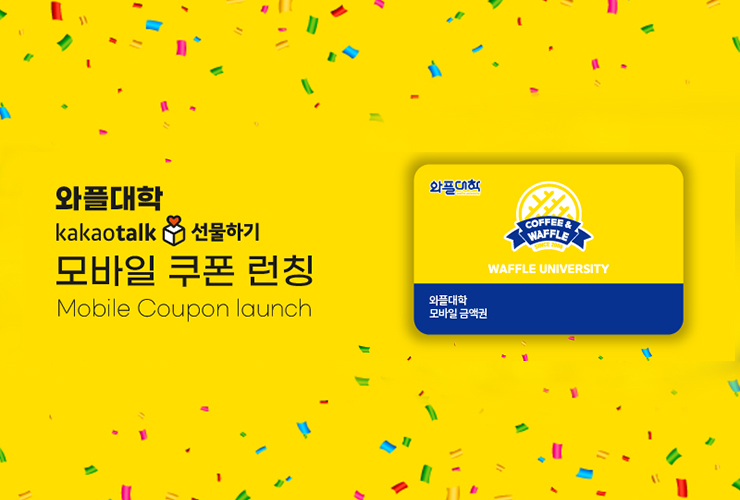 와플대학
kakaotalk 선물하기
모바일 쿠폰 런칭
Mobile Coupon launch
와플대학
COFFEE &
WAFFLE
WAFFLE UNIVERSITY
와플대학
모바일 금액권